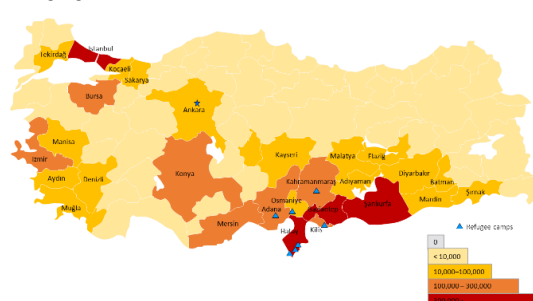 Tekirdağ
İstanbul
Kocaeli
Sakarya
Bursa
Ankara
Manisa
İzmir
Aydın
Denizli
Muğla
Konya
Kayseri
Malatya
Elazığ
Kahramanmaraş
Adıyaman
Diyarbakır
Batman
Şırnak
Mardin
Osmaniye
Adana
Gaziantep
Şanlıurfa
Mersin
Hatay
Kilis
Refugee camps
0
< 10,000
10,000–100,000
100,000 – 300,000